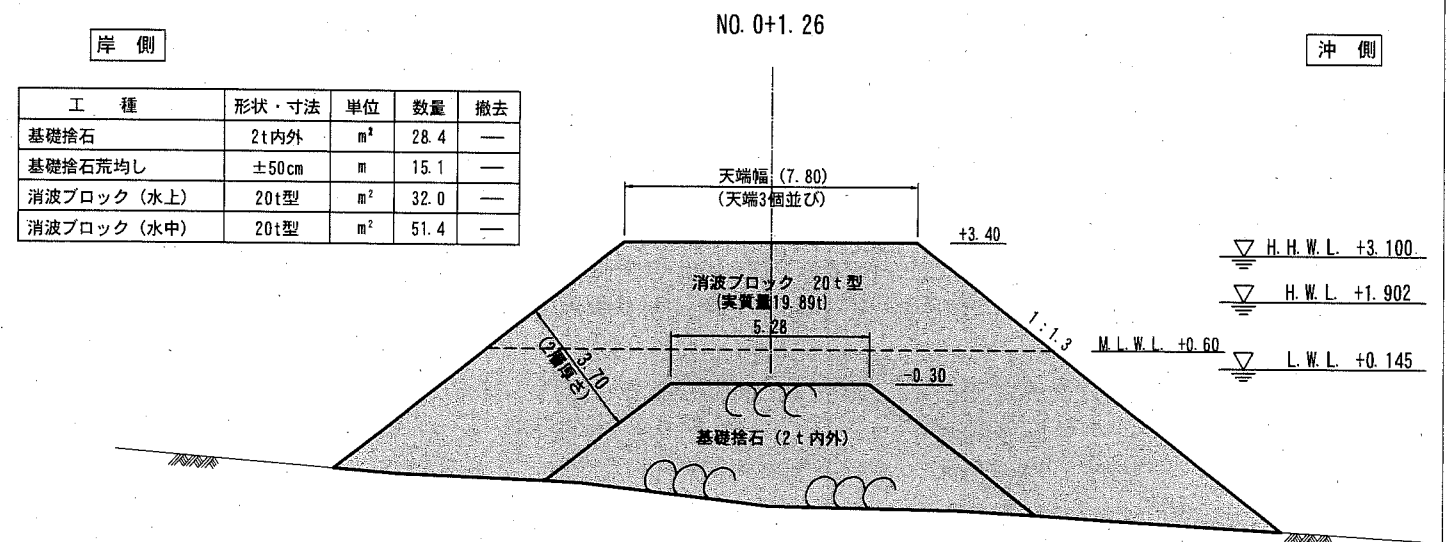 NO. 0+1. 26
岸 側
沖 側
工 種 形状・寸法 単位 数量 撤去
基礎捨石 2t内外 m² 28. 4 ―
基礎捨石荒均し ±50cm m 15. 1 ―
消波ブロック (水上) 20t型 m² 32. 0 ―
消波ブロック (水中) 20t型 m² 51. 4 ―
天端幅 (7. 80)
(天端3個並び)
+3. 40
H. H. W. L. +3. 100
消波ブロック 20t型
(実質量19. 89t)
H. W. L. +1. 902
5. 28
1:1. 3
M. L. W. L. +0. 60
L. W. L. +0. 145
3. 70
(2層厚さ)
-0. 30
基礎捨石 (2t内外)